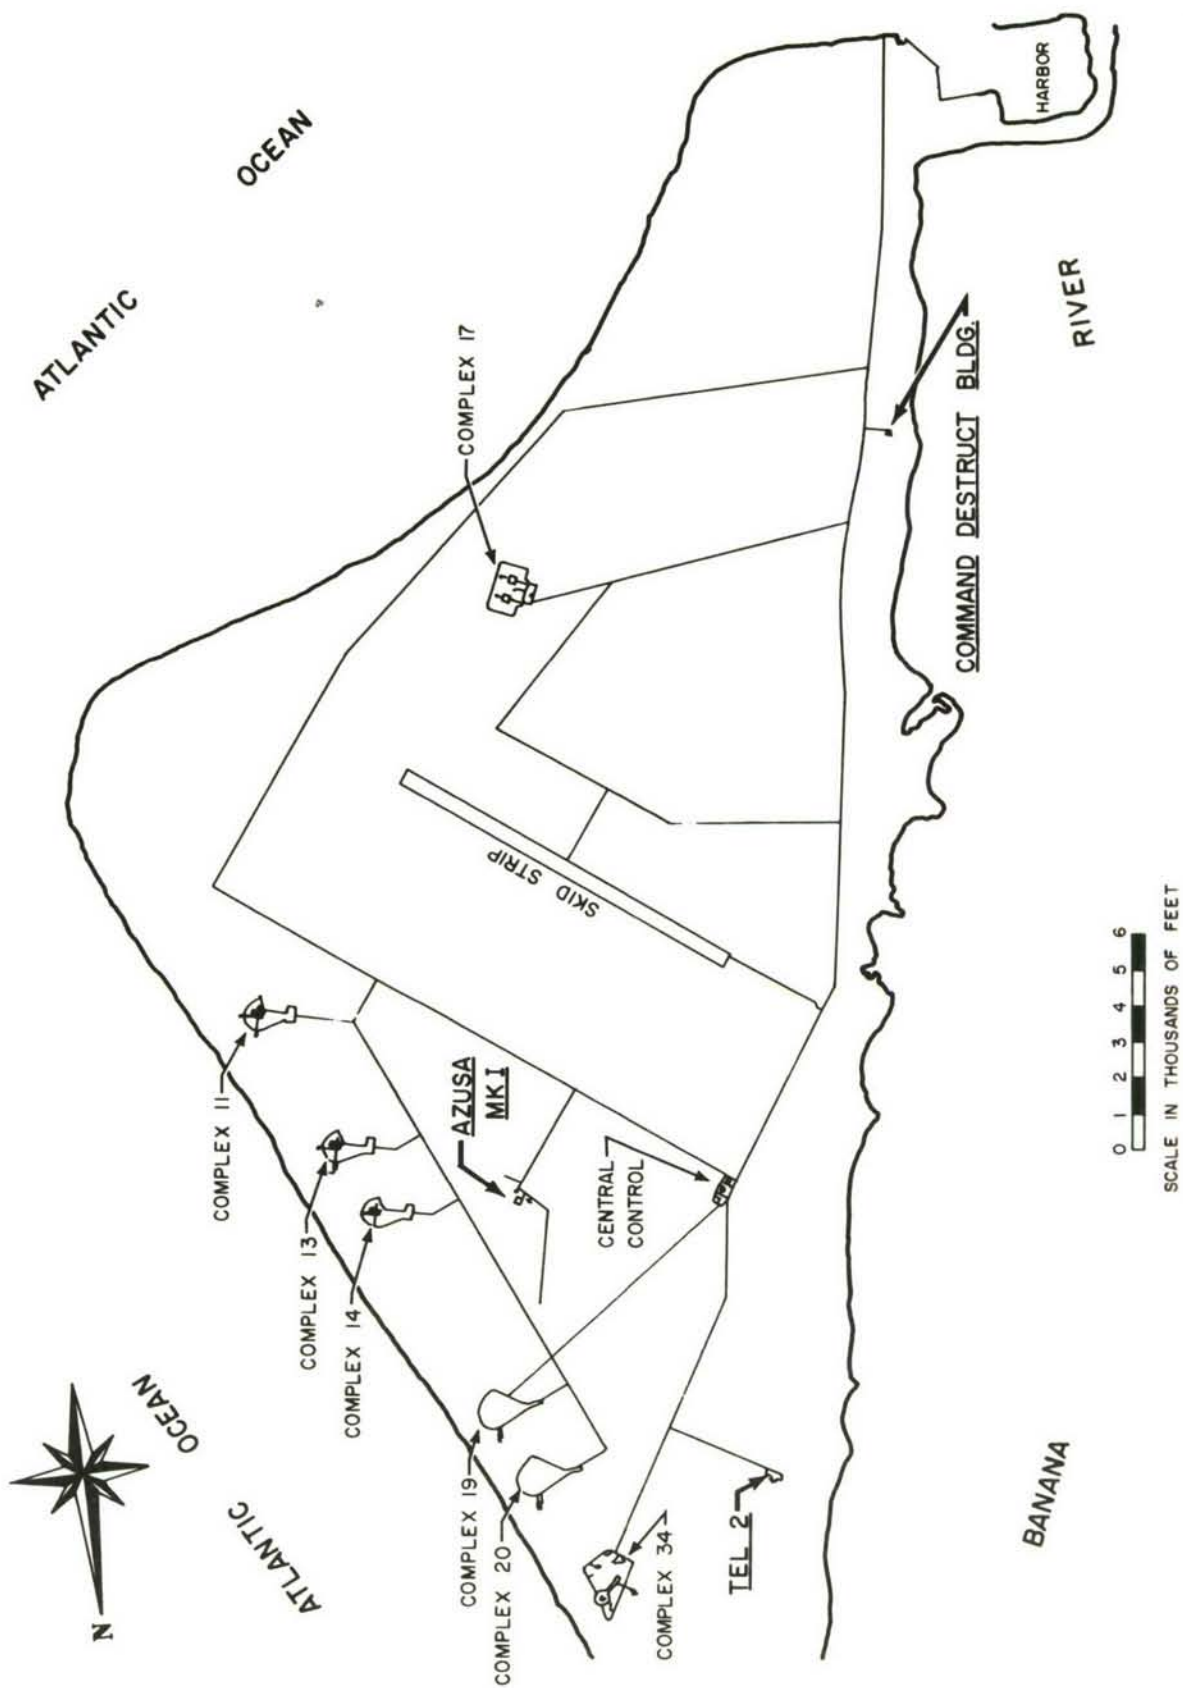 N
ATLANTIC
OCEAN
ATLANTIC
OCEAN
COMPLEX 20
COMPLEX 19
COMPLEX 14
COMPLEX 13
COMPLEX 11
COMPLEX 34
TEL 2
AZUSA
MK I
CENTRAL
CONTROL
SKID STRIP
COMPLEX 17
COMMAND DESTRUCT BLDG.
BANANA
RIVER
HARBOR
0 1 2 3 4 5 6
SCALE IN THOUSANDS OF FEET